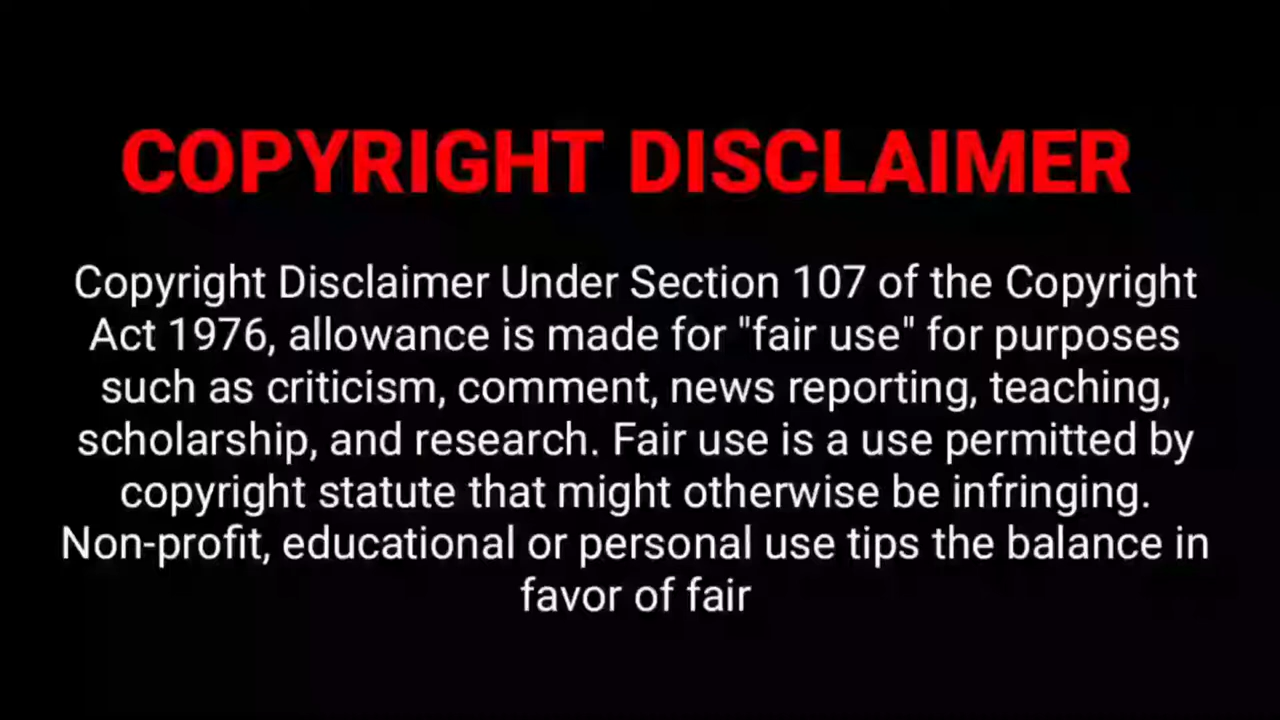 COPYRIGHT DISCLAIMER
Copyright Disclaimer Under Section 107 of the Copyright
Act 1976, allowance is made for "fair use" for purposes
such as criticism, comment, news reporting, teaching,
scholarship, and research. Fair use is a use permitted by
copyright statute that might otherwise be infringing.
Non-profit, educational or personal use tips the balance in
favor of fair